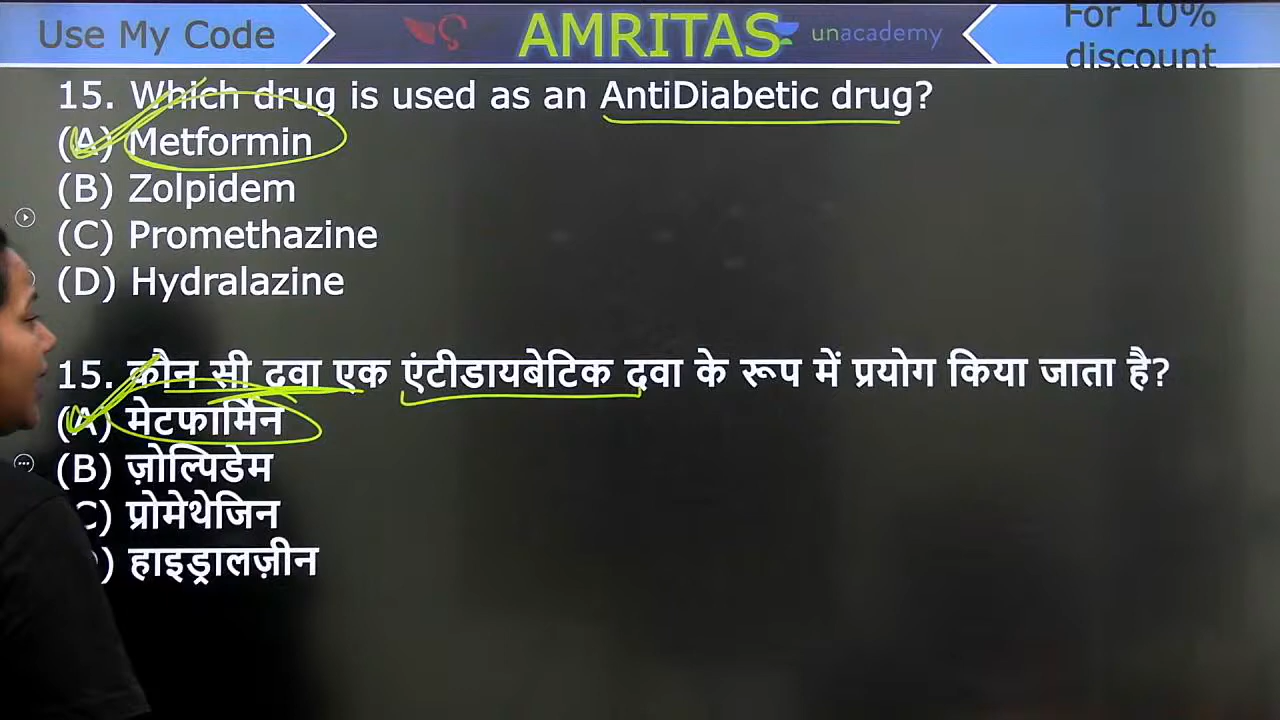 Use My Code
AMRITAS
unacademy
For 10%
discount
15. Which drug is used as an AntiDiabetic drug?
(A) Metformin
(B) Zolpidem
(C) Promethazine
(D) Hydralazine
15. कौन सी दवा एक एंटीडायबेटिक दवा के रूप में प्रयोग किया जाता है?
(A) मेटफार्मिन
(B) ज़ोल्पिडेम
C) प्रोमेथेजिन
) हाइड्रालज़ीन